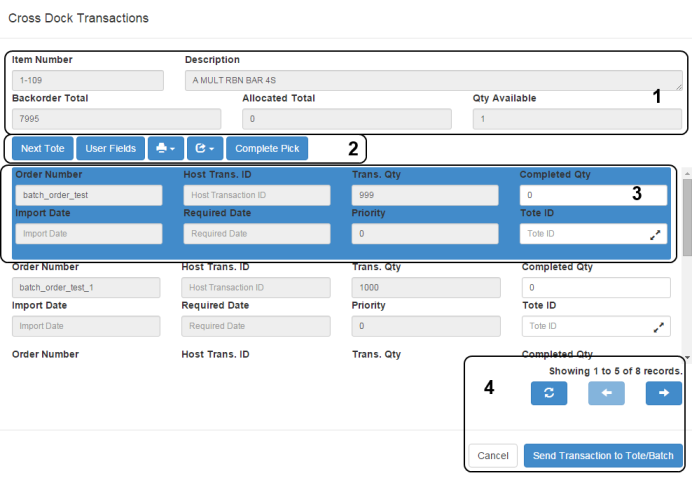 Cross Dock Transactions
Item Number Description
1-109 A MULT RBN BAR 4S
Backorder Total Allocated Total Qty Available 1
7995 0 1
Next Tote User Fields Complete Pick 2
Order Number Host Trans. ID Trans. Qty Completed Qty
batch_order_test Host Transaction ID 999 0 3
Import Date Required Date Priority Tote ID
Import Date Required Date 0 Tote ID
Order Number Host Trans. ID Trans. Qty Completed Qty
batch_order_test_1 Host Transaction ID 1000 0
Import Date Required Date Priority Tote ID
Import Date Required Date 0 Tote ID
Order Number Host Trans. ID Trans. Qty Completed Qty
Showing 1 to 5 of 8 records.
4
Cancel Send Transaction to Tote/Batch